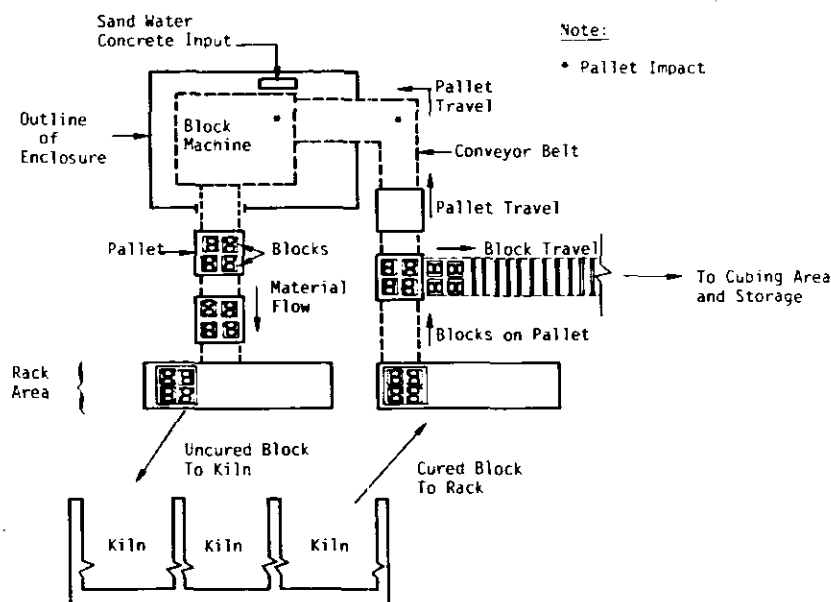 Sand Water
Concrete Input
Note:
* Pallet Impact
Pallet
Travel
Outline
of
Enclosure
Block
Machine
Conveyor Belt
Pallet Travel
Pallet
Blocks
Block Travel
Material
Flow
To Cubing Area
and Storage
Blocks on Pallet
Rack
Area
Uncured Block
To Kiln
Cured Block
To Rack
Kiln
Kiln
Kiln